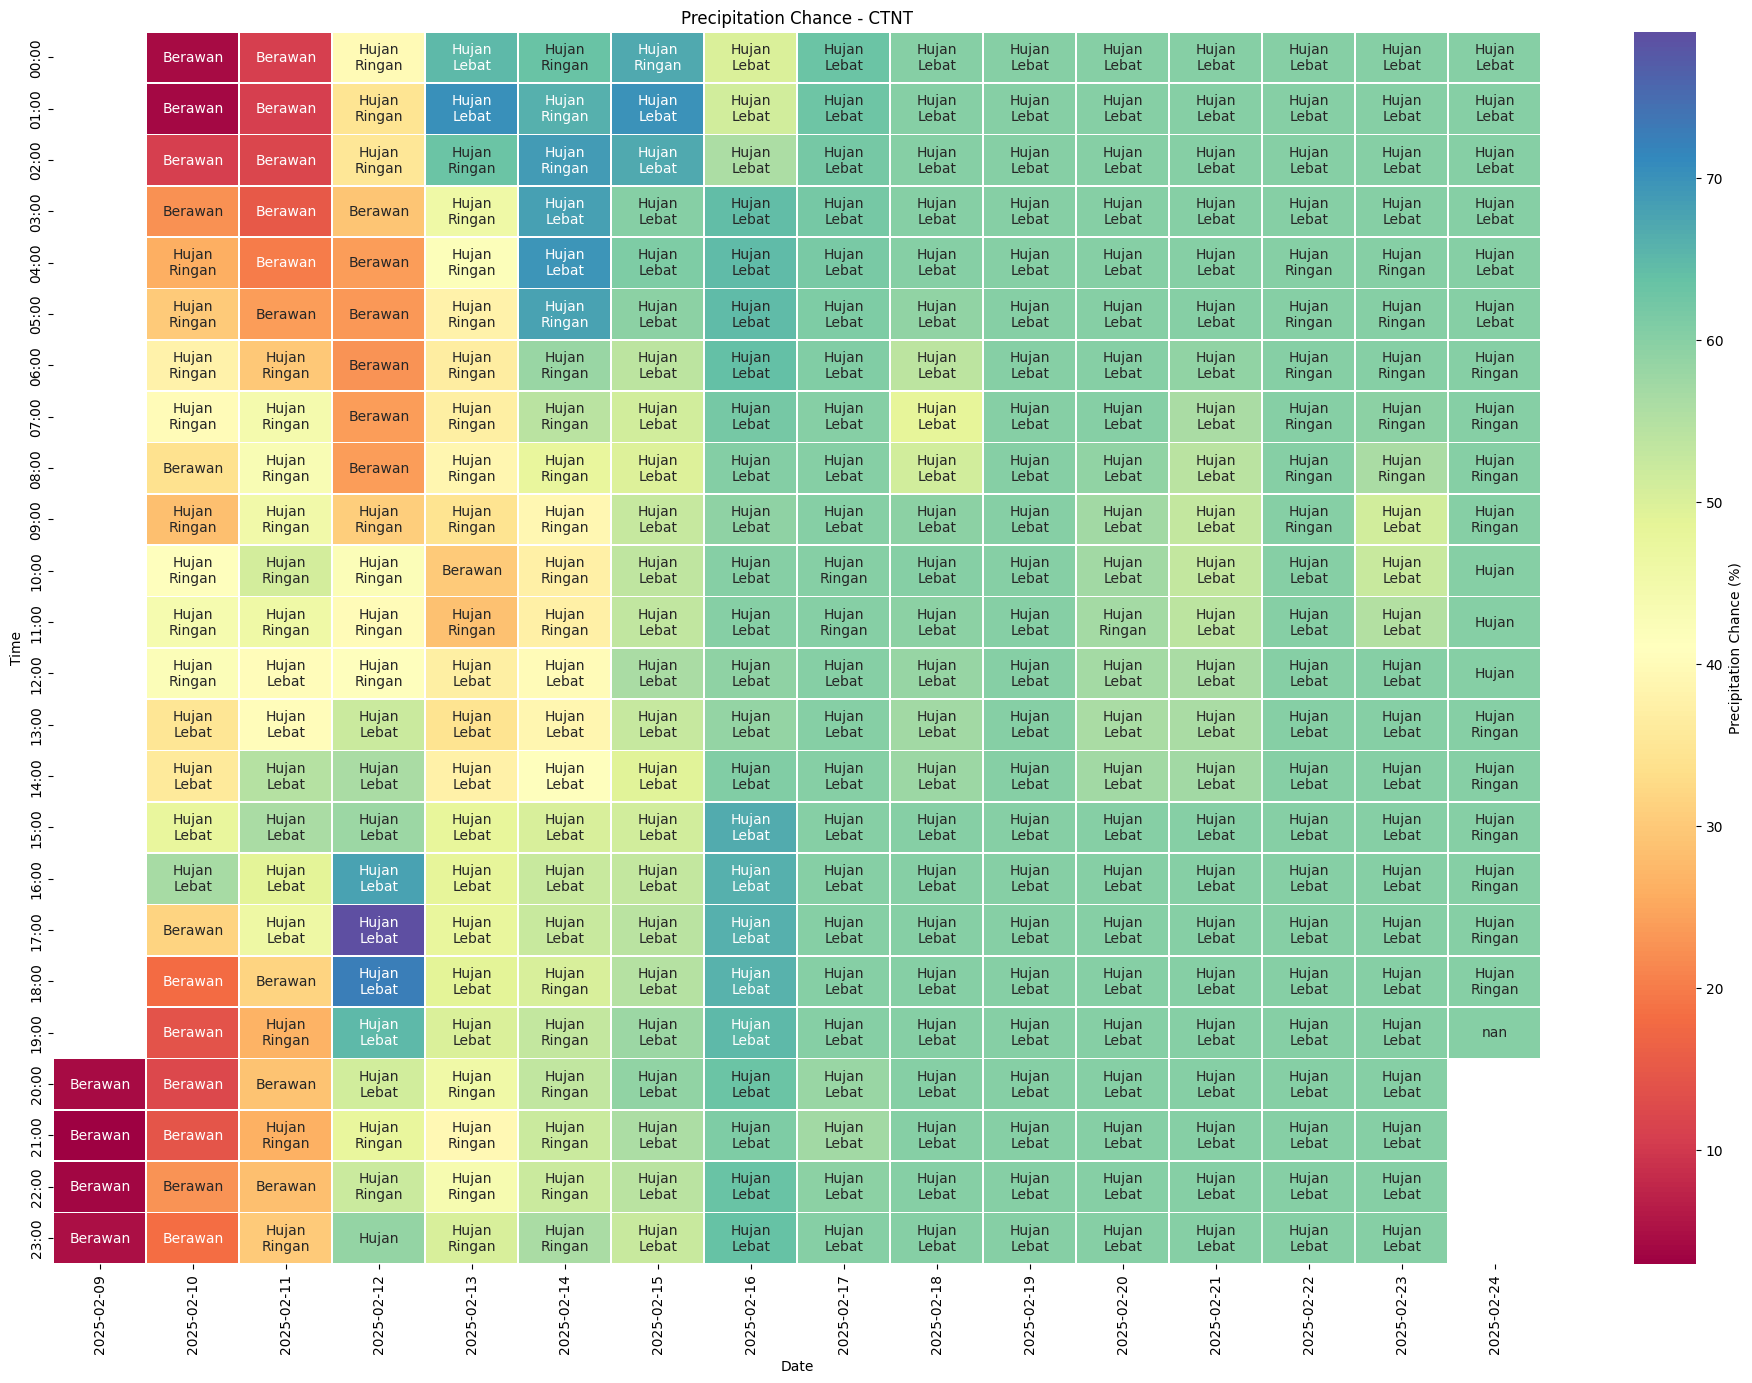 Precipitation Chance - CTNT
Time
00:00 Berawan Berawan Hujan Ringan Hujan Lebat Hujan Ringan Hujan Ringan Hujan Lebat Hujan Lebat Hujan Lebat Hujan Lebat Hujan Lebat Hujan Lebat Hujan Lebat Hujan Lebat Hujan Lebat
01:00 Berawan Berawan Hujan Ringan Hujan Lebat Hujan Ringan Hujan Lebat Hujan Lebat Hujan Lebat Hujan Lebat Hujan Lebat Hujan Lebat Hujan Lebat Hujan Lebat Hujan Lebat Hujan Lebat
02:00 Berawan Berawan Hujan Ringan Hujan Ringan Hujan Ringan Hujan Lebat Hujan Lebat Hujan Lebat Hujan Lebat Hujan Lebat Hujan Lebat Hujan Lebat Hujan Lebat Hujan Lebat Hujan Lebat
03:00 Berawan Berawan Berawan Hujan Ringan Hujan Lebat Hujan Lebat Hujan Lebat Hujan Lebat Hujan Lebat Hujan Lebat Hujan Lebat Hujan Lebat Hujan Lebat Hujan Lebat Hujan Lebat
04:00 Hujan Ringan Berawan Berawan Hujan Ringan Hujan Lebat Hujan Lebat Hujan Lebat Hujan Lebat Hujan Lebat Hujan Lebat Hujan Lebat Hujan Lebat Hujan Ringan Hujan Ringan Hujan Lebat
05:00 Hujan Ringan Berawan Berawan Hujan Ringan Hujan Ringan Hujan Lebat Hujan Lebat Hujan Lebat Hujan Lebat Hujan Lebat Hujan Lebat Hujan Lebat Hujan Ringan Hujan Ringan Hujan Lebat
06:00 Hujan Ringan Hujan Ringan Berawan Hujan Ringan Hujan Ringan Hujan Lebat Hujan Lebat Hujan Lebat Hujan Lebat Hujan Lebat Hujan Lebat Hujan Lebat Hujan Ringan Hujan Ringan Hujan Ringan
07:00 Hujan Ringan Hujan Ringan Berawan Hujan Ringan Hujan Ringan Hujan Lebat Hujan Lebat Hujan Lebat Hujan Lebat Hujan Lebat Hujan Lebat Hujan Lebat Hujan Ringan Hujan Ringan Hujan Ringan
08:00 Berawan Hujan Ringan Berawan Hujan Ringan Hujan Ringan Hujan Lebat Hujan Lebat Hujan Lebat Hujan Lebat Hujan Lebat Hujan Lebat Hujan Lebat Hujan Ringan Hujan Ringan Hujan Ringan
09:00 Hujan Ringan Hujan Ringan Hujan Ringan Hujan Ringan Hujan Ringan Hujan Lebat Hujan Lebat Hujan Lebat Hujan Lebat Hujan Lebat Hujan Lebat Hujan Lebat Hujan Ringan Hujan Lebat Hujan Ringan
10:00 Hujan Ringan Hujan Ringan Hujan Ringan Berawan Hujan Ringan Hujan Lebat Hujan Lebat Hujan Ringan Hujan Lebat Hujan Lebat Hujan Lebat Hujan Lebat Hujan Lebat Hujan Lebat Hujan
11:00 Hujan Ringan Hujan Ringan Hujan Ringan Hujan Ringan Hujan Ringan Hujan Lebat Hujan Lebat Hujan Ringan Hujan Lebat Hujan Lebat Hujan Ringan Hujan Lebat Hujan Lebat Hujan Lebat Hujan
12:00 Hujan Ringan Hujan Lebat Hujan Ringan Hujan Lebat Hujan Lebat Hujan Lebat Hujan Lebat Hujan Lebat Hujan Lebat Hujan Lebat Hujan Lebat Hujan Lebat Hujan Lebat Hujan Lebat Hujan
13:00 Hujan Lebat Hujan Lebat Hujan Lebat Hujan Lebat Hujan Lebat Hujan Lebat Hujan Lebat Hujan Lebat Hujan Lebat Hujan Lebat Hujan Lebat Hujan Lebat Hujan Lebat Hujan Lebat Hujan Ringan
14:00 Hujan Lebat Hujan Lebat Hujan Lebat Hujan Lebat Hujan Lebat Hujan Lebat Hujan Lebat Hujan Lebat Hujan Lebat Hujan Lebat Hujan Lebat Hujan Lebat Hujan Lebat Hujan Lebat Hujan Ringan
15:00 Hujan Lebat Hujan Lebat Hujan Lebat Hujan Lebat Hujan Lebat Hujan Lebat Hujan Lebat Hujan Lebat Hujan Lebat Hujan Lebat Hujan Lebat Hujan Lebat Hujan Lebat Hujan Lebat Hujan Ringan
16:00 Hujan Lebat Hujan Lebat Hujan Lebat Hujan Lebat Hujan Lebat Hujan Lebat Hujan Lebat Hujan Lebat Hujan Lebat Hujan Lebat Hujan Lebat Hujan Lebat Hujan Lebat Hujan Lebat Hujan Ringan
17:00 Berawan Hujan Lebat Hujan Lebat Hujan Lebat Hujan Lebat Hujan Lebat Hujan Lebat Hujan Lebat Hujan Lebat Hujan Lebat Hujan Lebat Hujan Lebat Hujan Lebat Hujan Lebat Hujan Ringan
18:00 Berawan Berawan Hujan Lebat Hujan Lebat Hujan Ringan Hujan Lebat Hujan Lebat Hujan Lebat Hujan Lebat Hujan Lebat Hujan Lebat Hujan Lebat Hujan Lebat Hujan Lebat Hujan Ringan
19:00 Berawan Hujan Ringan Hujan Lebat Hujan Lebat Hujan Ringan Hujan Lebat Hujan Lebat Hujan Lebat Hujan Lebat Hujan Lebat Hujan Lebat Hujan Lebat Hujan Lebat Hujan Lebat nan
20:00 Berawan Berawan Berawan Hujan Lebat Hujan Ringan Hujan Ringan Hujan Lebat Hujan Lebat Hujan Lebat Hujan Lebat Hujan Lebat Hujan Lebat Hujan Lebat Hujan Lebat Hujan Lebat
21:00 Berawan Berawan Hujan Ringan Hujan Ringan Hujan Ringan Hujan Ringan Hujan Lebat Hujan Lebat Hujan Lebat Hujan Lebat Hujan Lebat Hujan Lebat Hujan Lebat Hujan Lebat Hujan Lebat
22:00 Berawan Berawan Berawan Hujan Ringan Hujan Ringan Hujan Ringan Hujan Lebat Hujan Lebat Hujan Lebat Hujan Lebat Hujan Lebat Hujan Lebat Hujan Lebat Hujan Lebat Hujan Lebat
23:00 Berawan Berawan Hujan Ringan Hujan Hujan Ringan Hujan Ringan Hujan Lebat Hujan Lebat Hujan Lebat Hujan Lebat Hujan Lebat Hujan Lebat Hujan Lebat Hujan Lebat Hujan Lebat
2025-02-09 2025-02-10 2025-02-11 2025-02-12 2025-02-13 2025-02-14 2025-02-15 2025-02-16 2025-02-17 2025-02-18 2025-02-19 2025-02-20 2025-02-21 2025-02-22 2025-02-23 2025-02-24
Date
70
60
50
40
30
20
10
Precipitation Chance (%)